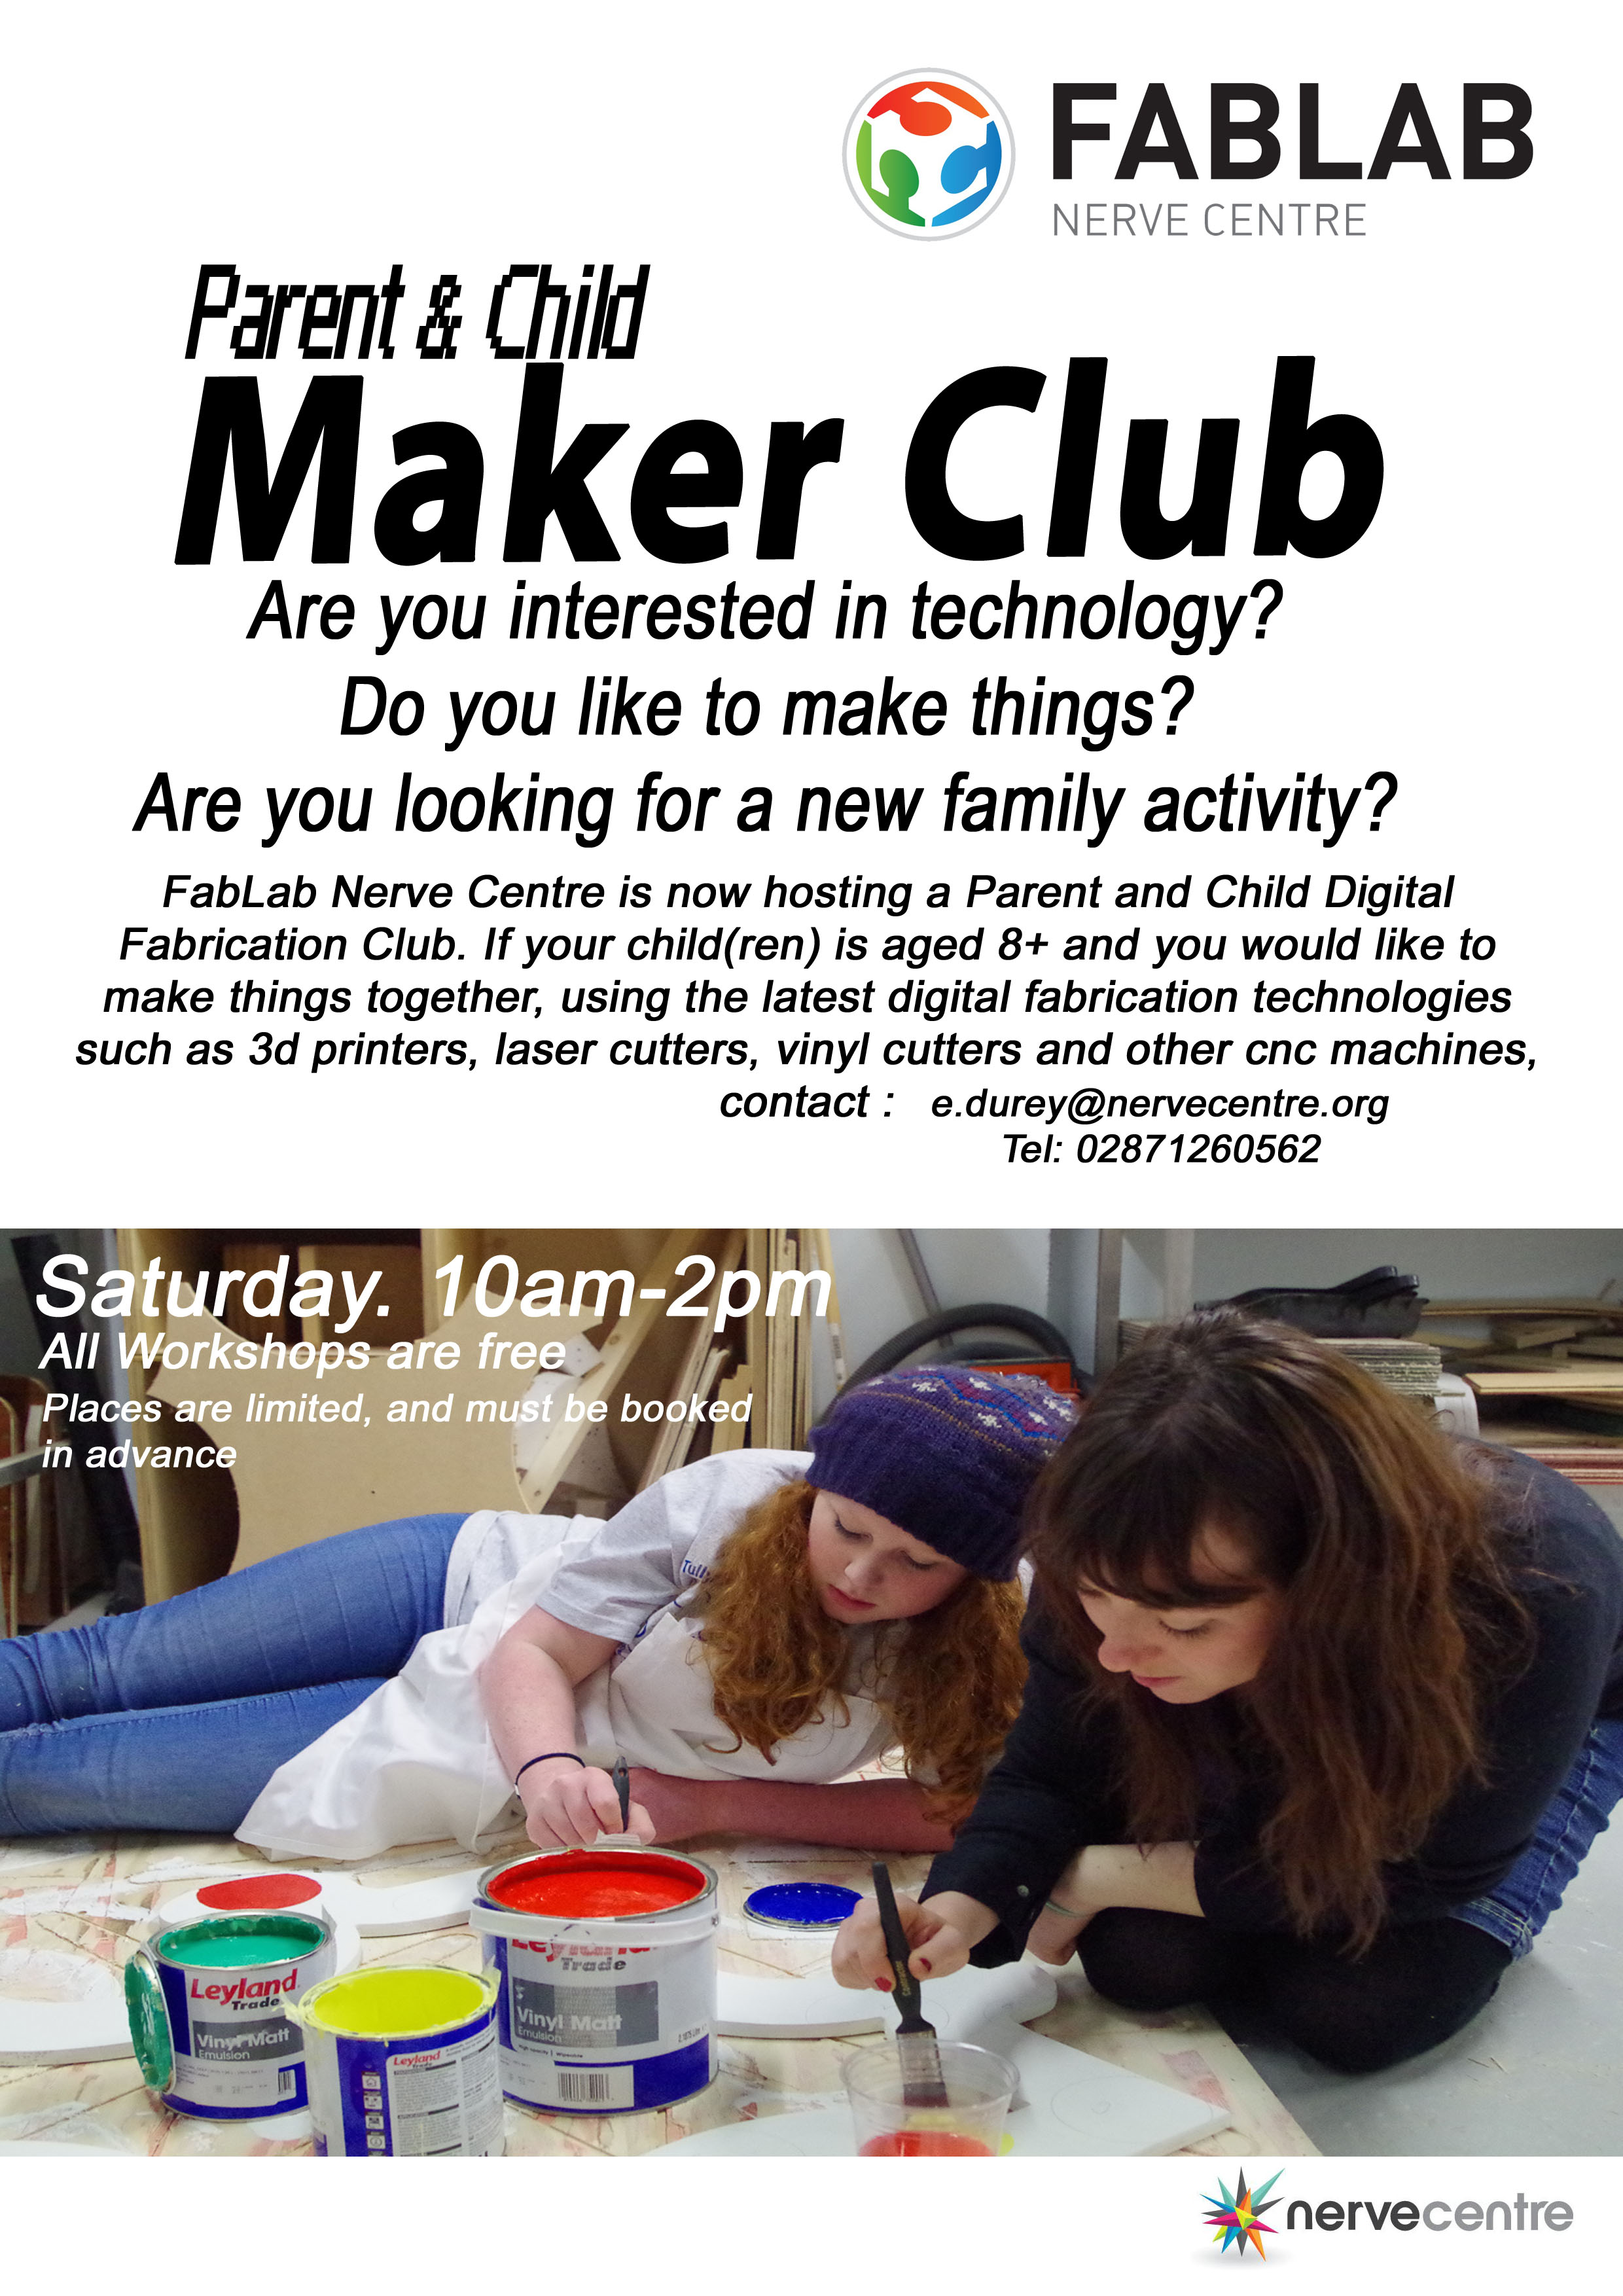 FABLAB
NERVE CENTRE
Parent & Child
Maker Club
Are you interested in technology?
Do you like to make things?
Are you looking for a new family activity?
FabLab Nerve Centre is now hosting a Parent and Child Digital
Fabrication Club. If your child(ren) is aged 8+ and you would like to
make things together, using the latest digital fabrication technologies
such as 3d printers, laser cutters, vinyl cutters and other cnc machines,
contact : e.durey@nervecentre.org
Tel: 02871260562
Saturday. 10am-2pm
All Workshops are free
Places are limited, and must be booked
in advance
Leyland
Trade
Vinyl Matt
Emulsion
Leyland
Trade
Leyland
Trade
Vinyl Matt
Emulsion
nervecentre